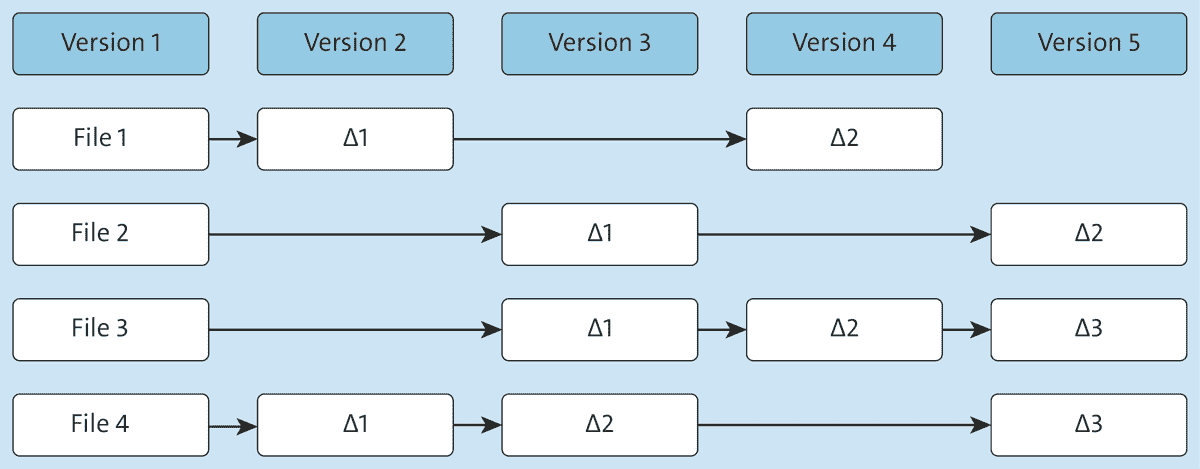 Version 1 Version 2 Version 3 Version 4 Version 5
File 1 Δ1 Δ2
File 2 Δ1 Δ2
File 3 Δ1 Δ2 Δ3
File 4 Δ1 Δ2 Δ3